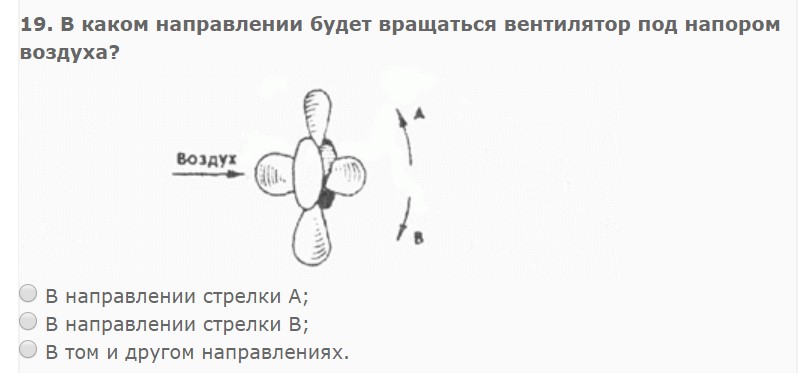 19. В каком направлении будет вращаться вентилятор под напором
воздуха?
Воздух
A
B
В направлении стрелки А;
В направлении стрелки В;
В том и другом направлениях.